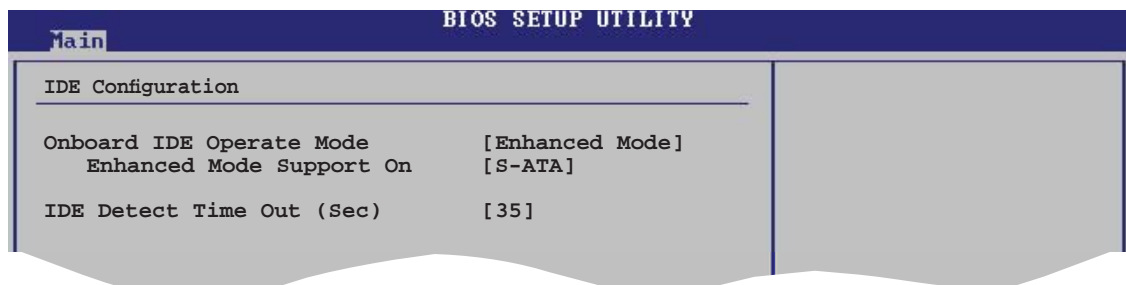 BIOS SETUP UTILITY
Main
IDE Configuration
Onboard IDE Operate Mode [Enhanced Mode]
Enhanced Mode Support On [S-ATA]
IDE Detect Time Out (Sec) [35]